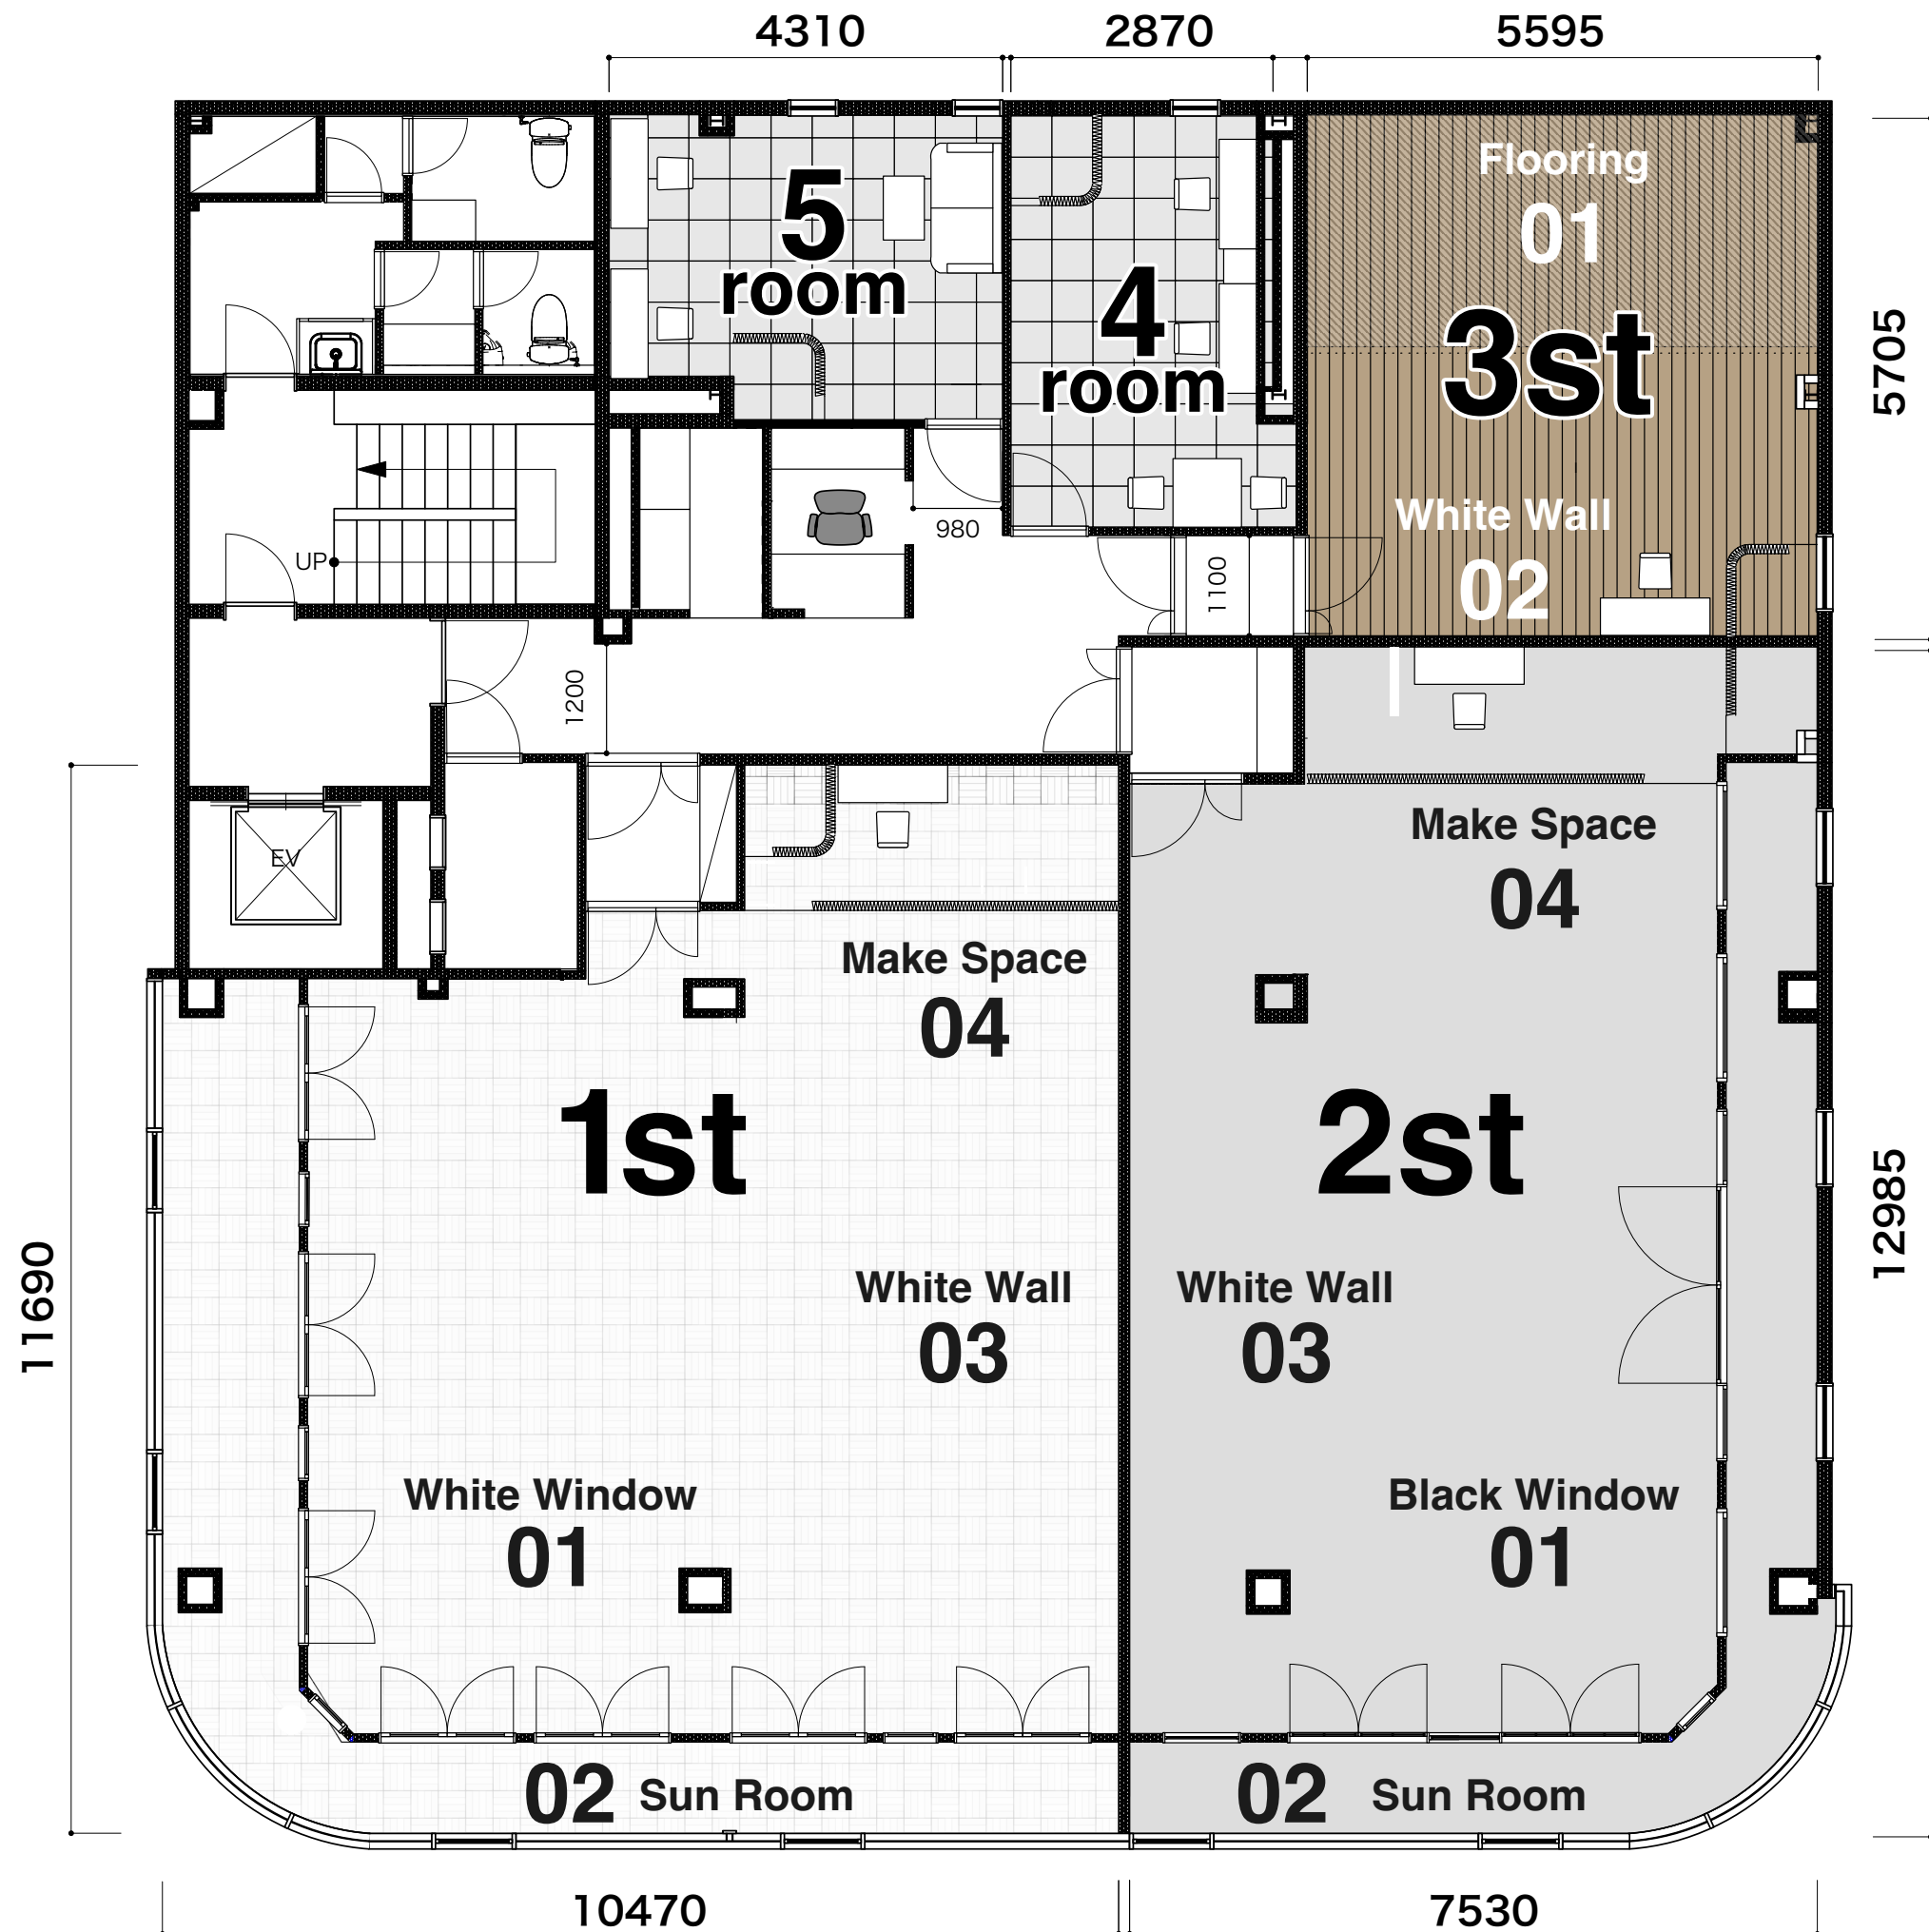 4310
2870
5595
Flooring
01
5
room
4
room
3st
5705
White Wall
02
980
1100
UP
1200
EV
Make Space
04
Make Space
04
1st
2st
11690
12985
White Wall
03
White Wall
03
White Window
01
Black Window
01
02 Sun Room
02 Sun Room
10470
7530